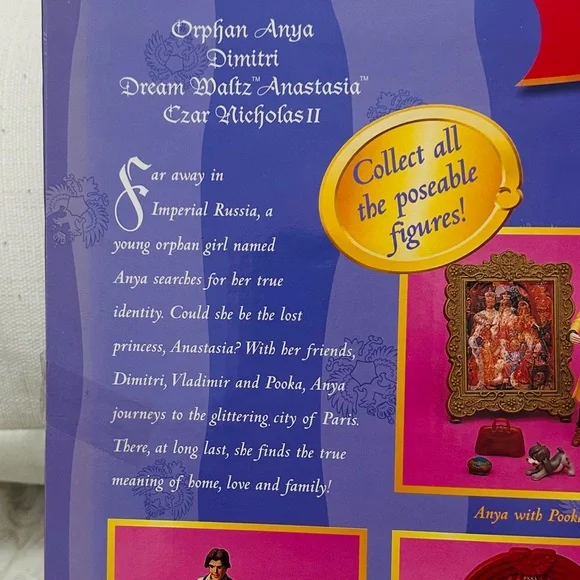 Orphan Anya
Dimitri
Dream Waltz™ Anastasia™
Czar Nicholas II
Collect all
the poseable
figures!
Far away in
Imperial Russia, a
young orphan girl named
Anya searches for her true
identity. Could she be the lost
princess, Anastasia? With her friends,
Dimitri, Vladimir and Pooka, Anya
journeys to the glittering city of Paris.
There, at long last, she finds the true
meaning of home, love and family!
Anya with